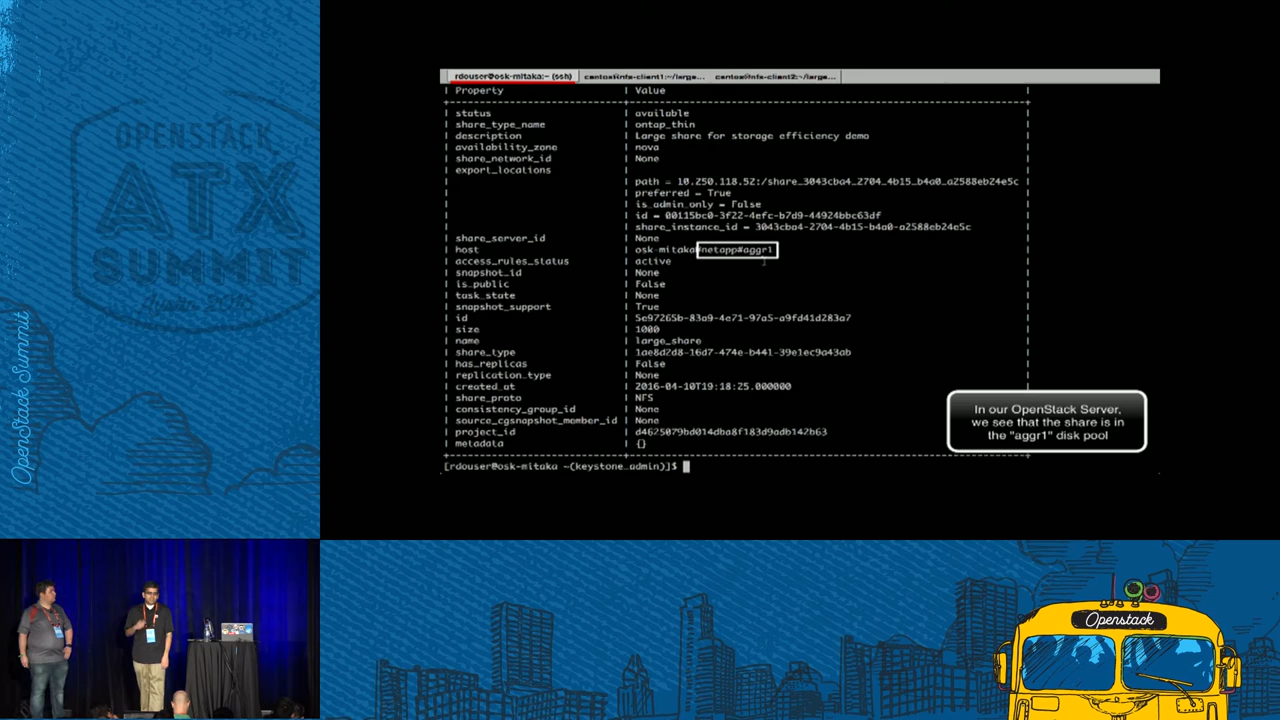 OPENSTACK
ATX
SUMMIT
Austin
OpenStack Summit
rdouser@osk-mitaka:~ (ssh)
centos@nfs-client1:~/large...
centos@nfs-client2:~/large...
| Property | Value |
| status | available |
| share_type_name | ontap_thin |
| description | Large share for storage efficiency demo |
| availability_zone | nova |
| share_network_id | None |
| export_locations | |
| | path = 10.250.118.52:/share_3043cba4_2704_4b15_b4a0_a2588eb24e5c |
| | preferred = True |
| | is_admin_only = False |
| | id = 00115bc0-3f22-4efc-b7d9-44924bbc63df |
| | share_instance_id = 3043cba4-2704-4b15-b4a0-a2588eb24e5c |
| share_server_id | None |
| host | osk-mitaka@netapp#aggr1 |
| access_rules_status | active |
| snapshot_id | None |
| is_public | False |
| task_state | None |
| snapshot_support | True |
| id | 5e97265b-83a9-4e71-97a5-a9fd41d283a7 |
| size | 1000 |
| name | large_share |
| share_type | 1ae8d2d8-16d7-474e-b441-39e1ec9a43ab |
| has_replicas | False |
| replication_type | None |
| created_at | 2016-04-10T19:18:25.000000 |
| share_proto | NFS |
| consistency_group_id | None |
| source_cgsnapshot_member_id | None |
| project_id | d4625079bd014dba8f183d9adb142b63 |
| metadata | {} |
[rdouser@osk-mitaka ~(keystone_admin)]$
In our OpenStack Server,
we see that the share is in
the "aggr1" disk pool
Openstack